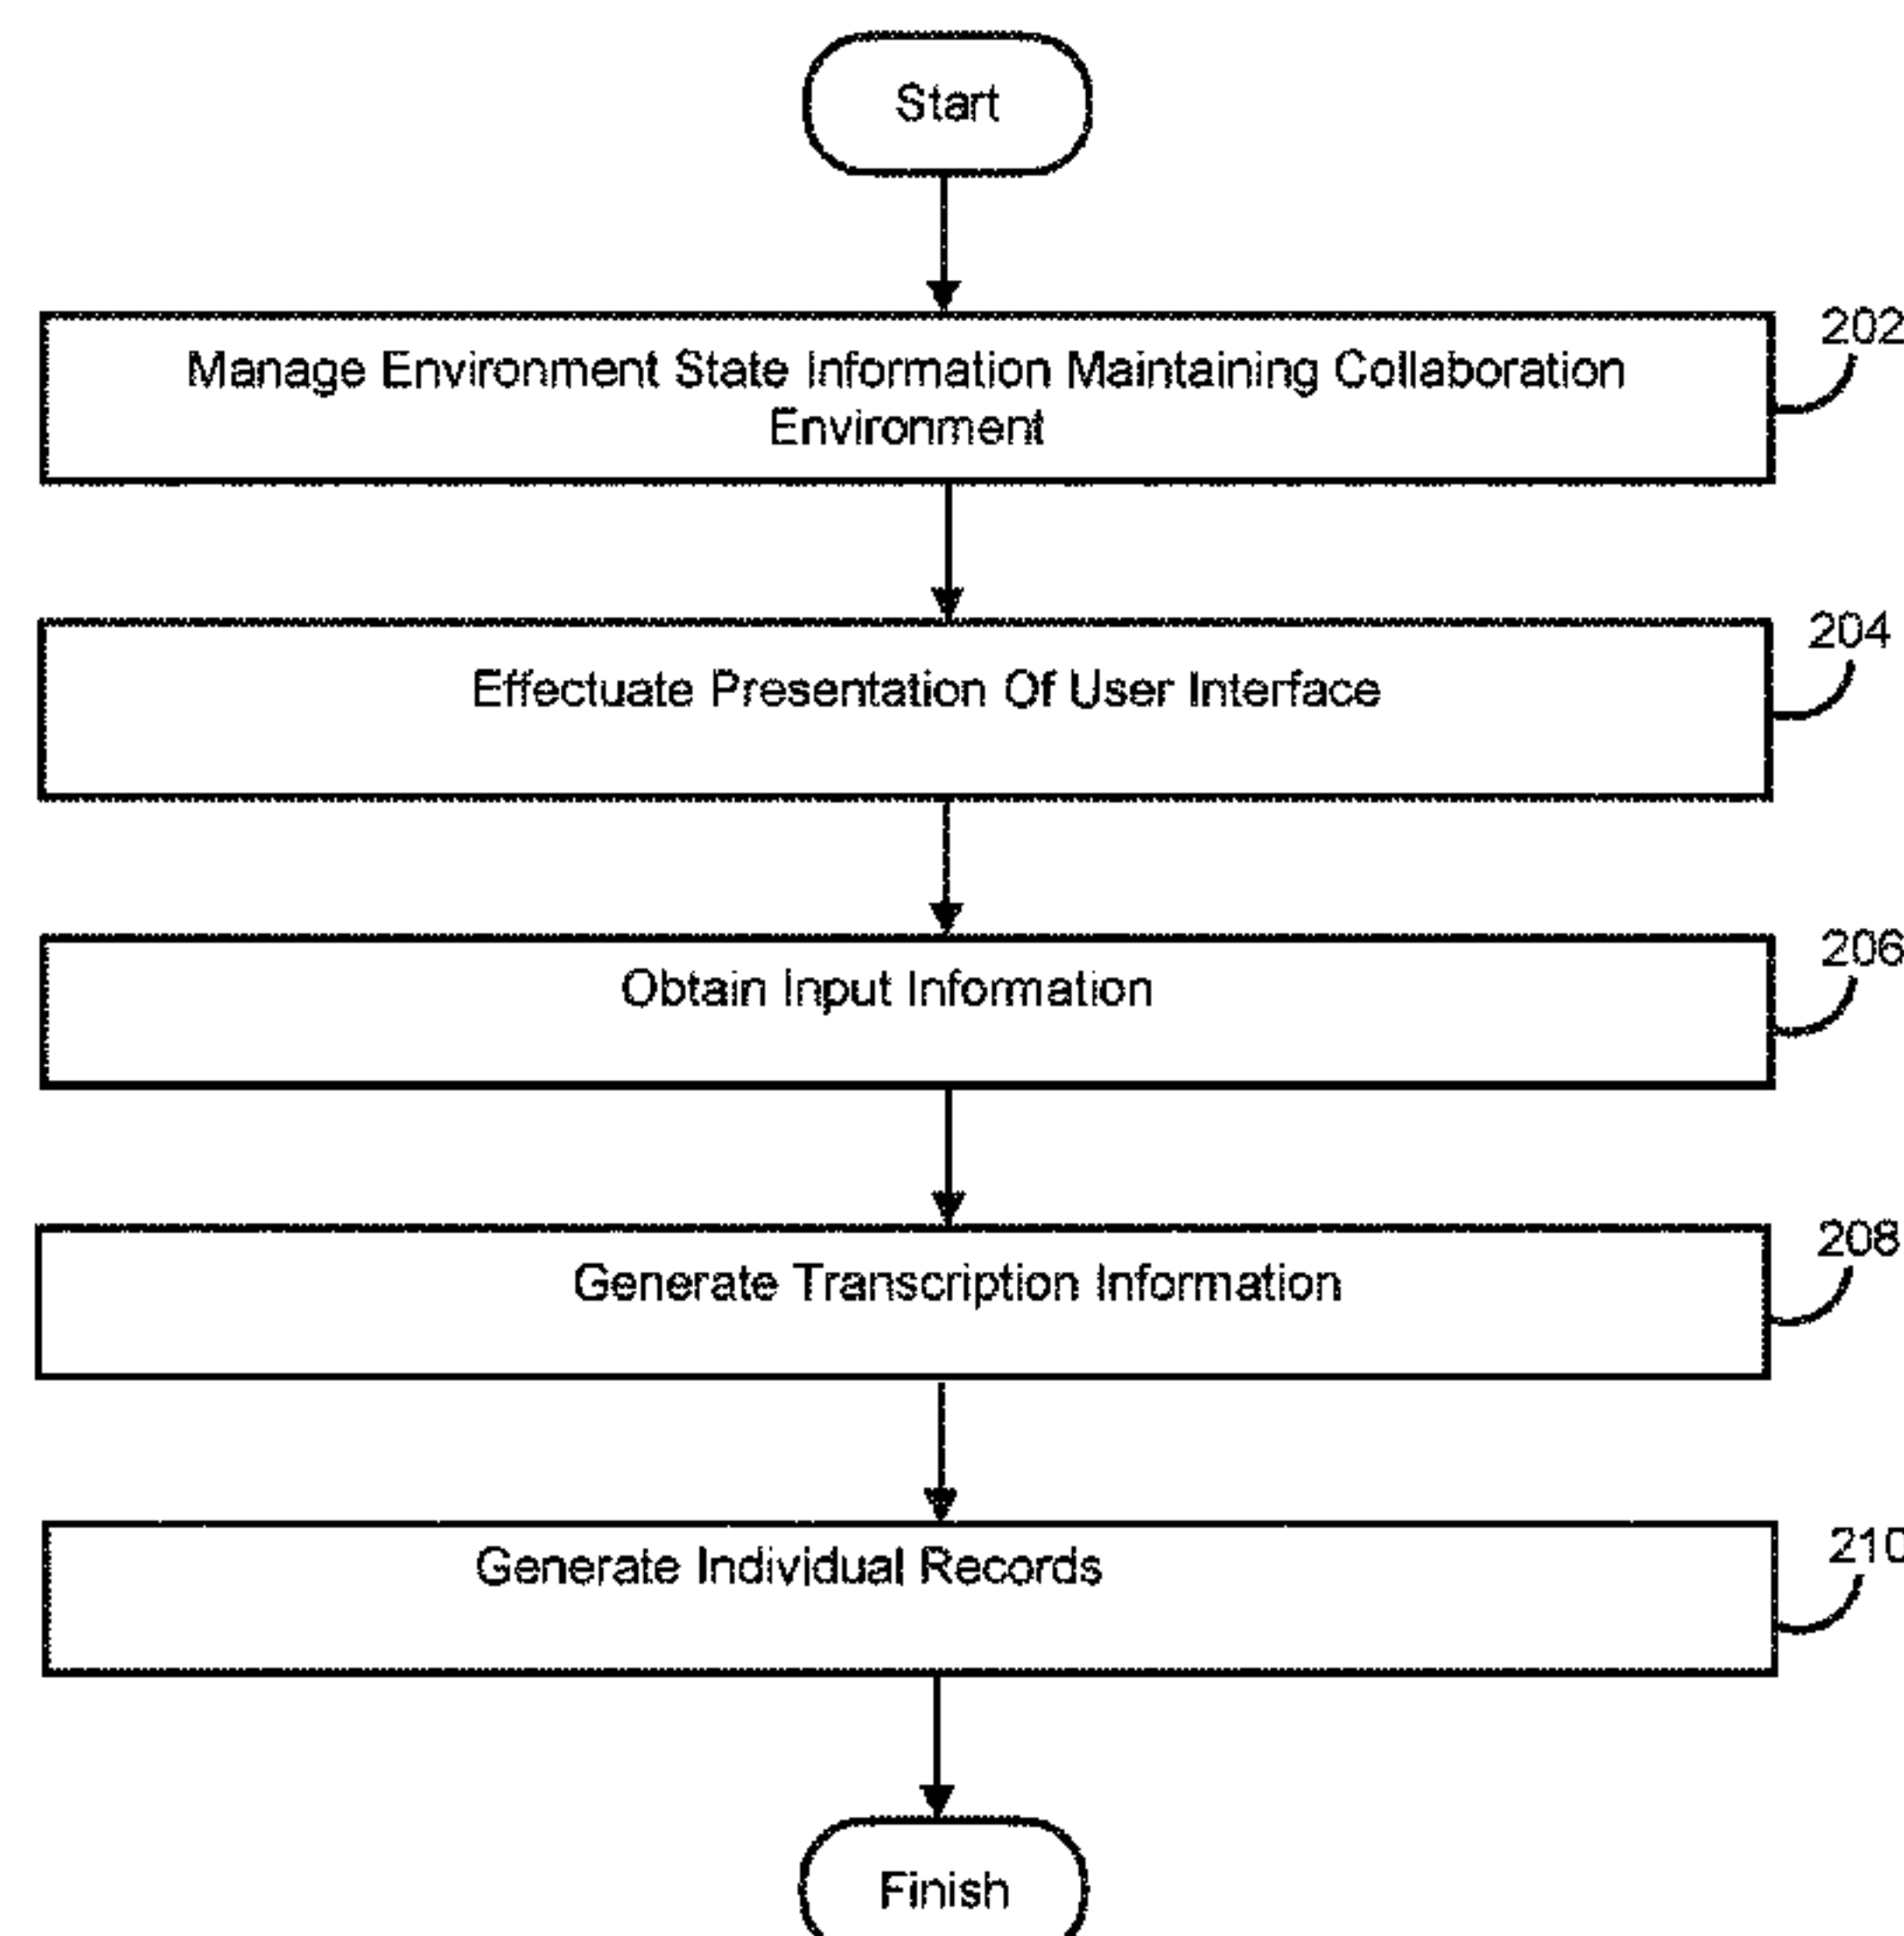 Start
202
Manage Environment State Information Maintaining Collaboration
Environment
204
Effectuate Presentation Of User Interface
206
Obtain Input Information
208
Generate Transcription Information
210
Generate Individual Records
Finish